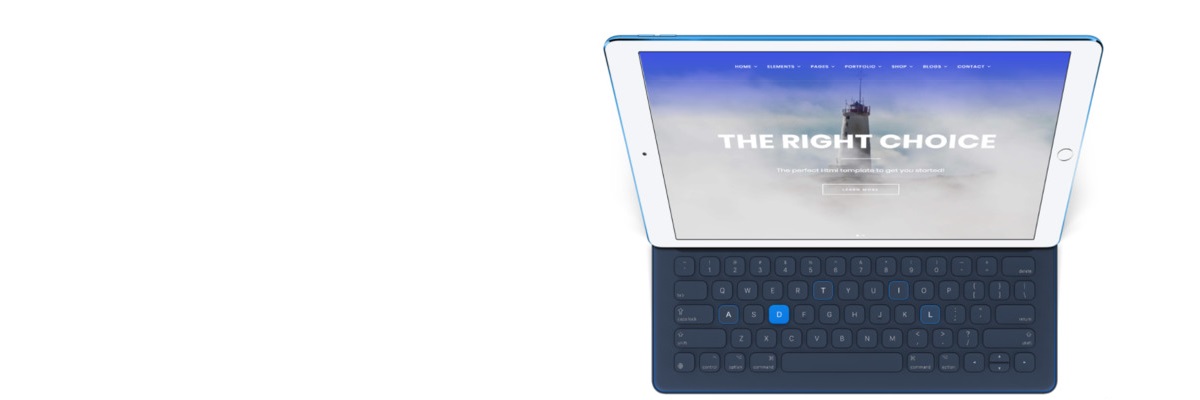 HOME ELEMENTS PAGES PORTFOLIO SHOP BLOGS CONTACT
THE RIGHT CHOICE
The perfect Html template to get you started!
LEARN MORE
1 2 3 4 5 6 7 8 9 0
delete
Q W E R T Y U I O P [ ] \
caps lock A S D F G H J K L
return
shift Z X C V B N M < > ? / shift
control option command command option